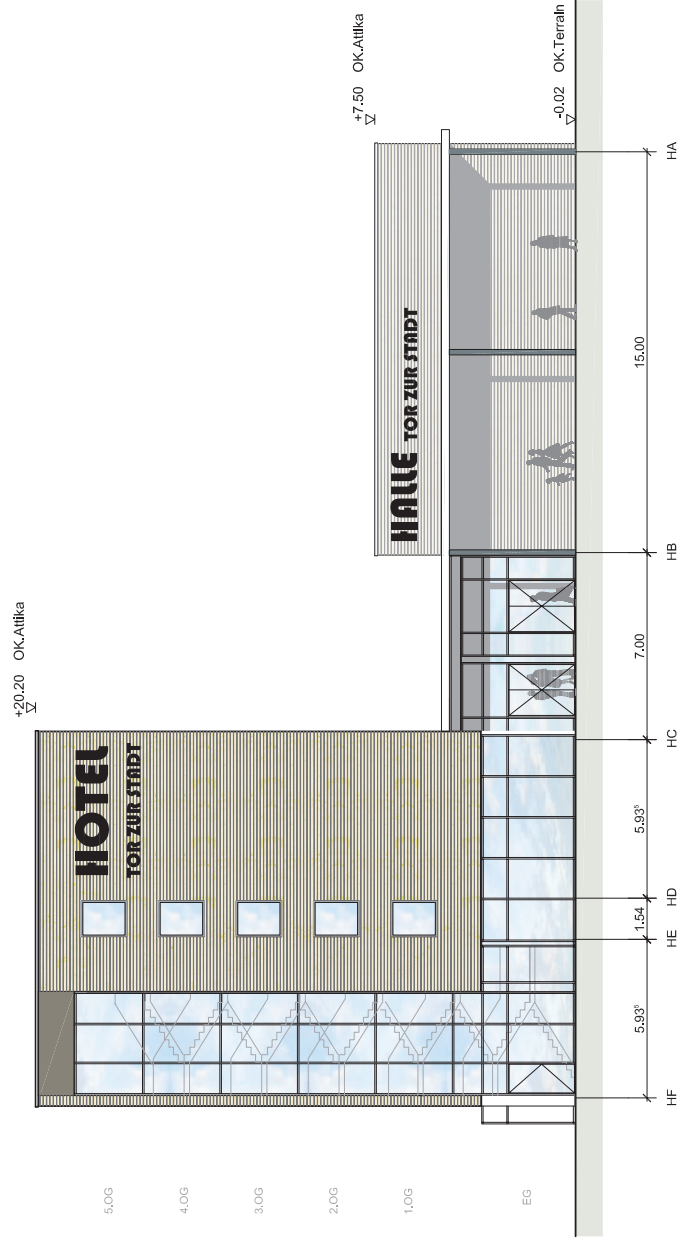 +20.20 OK.Attika
+7.50 OK.Attika
-0.02 OK.Terrain
HOTEL
TOR ZUR STADT
HALLE TOR ZUR STADT
5.OG
4.OG
3.OG
2.OG
1.OG
EG
5.93⁵ 1.54 5.93⁵ 7.00 15.00
HF HE HD HC HB HA